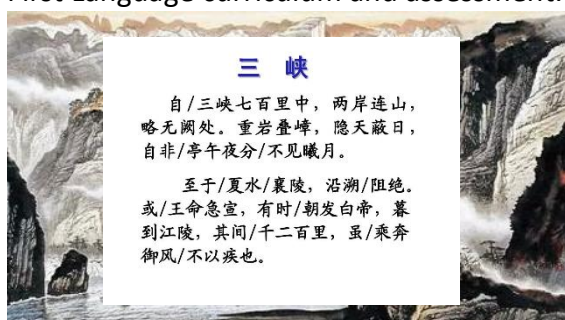 First Language curriculum and assessment.
三 峡
自/三峡七百里中，两岸连山，
略无阙处。重岩叠嶂，隐天蔽日，
自非/亭午夜分/不见曦月。
至于/夏水/襄陵，沿溯/阻绝。
或/王命急宣，有时/朝发白帝，暮
到江陵，其间/千二百里，虽/乘奔
御风/不以疾也。